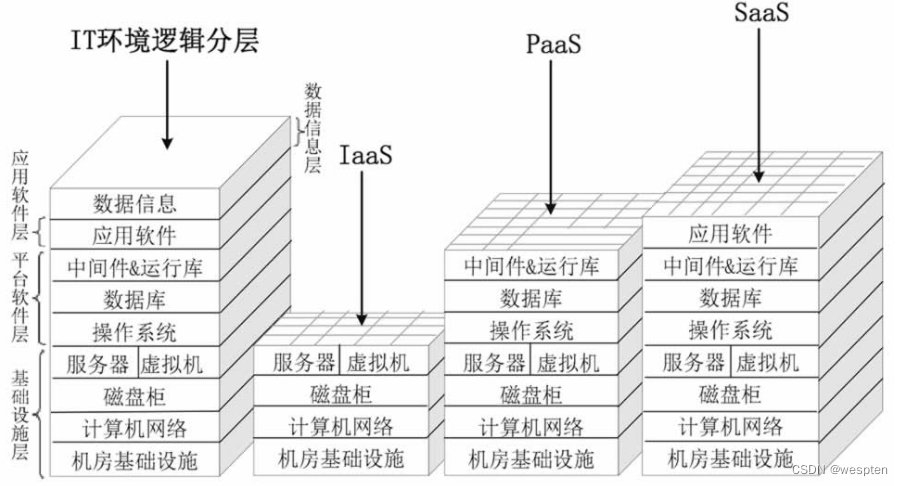 IT环境逻辑分层
IaaS
PaaS
SaaS
数据信息层
应用软件层
平台软件层
基础设施层
数据信息
应用软件
中间件&运行库
数据库
操作系统
服务器 虚拟机
磁盘柜
计算机网络
机房基础设施
服务器 虚拟机
磁盘柜
计算机网络
机房基础设施
中间件&运行库
数据库
操作系统
服务器 虚拟机
磁盘柜
计算机网络
机房基础设施
应用软件
中间件&运行库
数据库
操作系统
服务器 虚拟机
磁盘柜
计算机网络
机房基础设施
CSDN @wespten